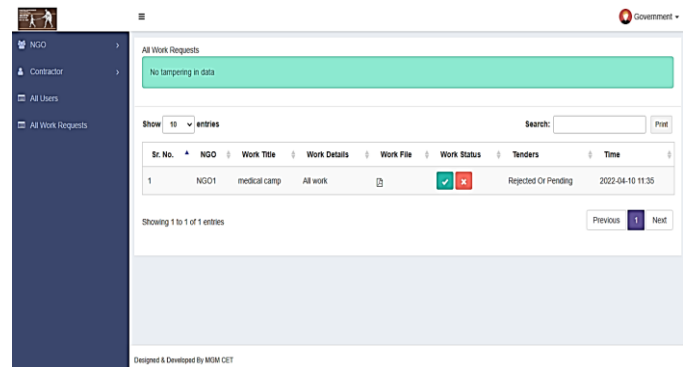 Government
NGO
Contractor
All Users
All Work Requests
All Work Requests
No tampering in data
Show 10 entries
Search:
Print
Sr. No. NGO Work Title Work Details Work File Work Status Tenders Time
1 NGO1 medical camp All work Rejected Or Pending 2022-04-10 11:35
Showing 1 to 1 of 1 entries
Previous 1 Next
Designed & Developed By MGM CET